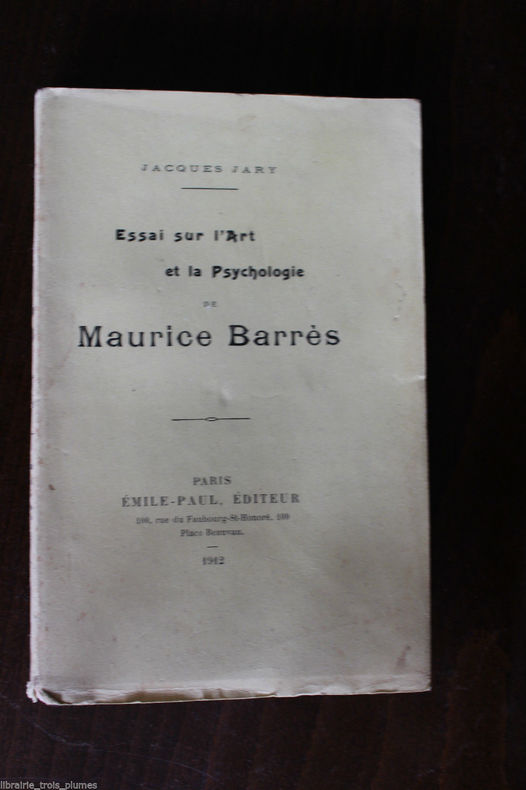 JACQUES JARY
Essai sur l'Art
et la Psychologie
DE
Maurice Barrès
PARIS
ÉMILE-PAUL, ÉDITEUR
100, rue du Faubourg-St-Honoré, 100
Place Beauvau.
1912
librairie_trois_plumes